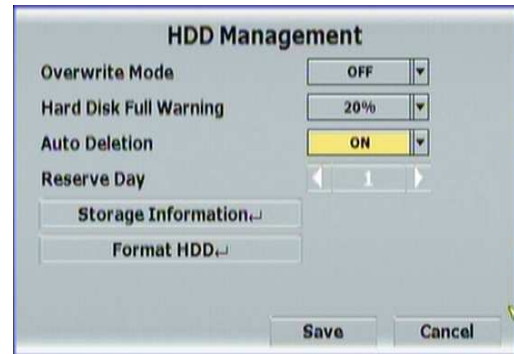 HDD Management
Overwrite Mode OFF
Hard Disk Full Warning 20%
Auto Deletion ON
Reserve Day 1
Storage Information↵
Format HDD↵
Save Cancel